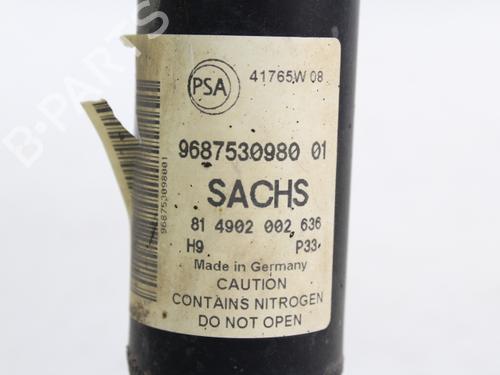 PSA
41765W 08
9687530980 01
SACHS
81 4902 002 636
H9 P33
Made in Germany
CAUTION
CONTAINS NITROGEN
DO NOT OPEN
968753098001
B-PARTS